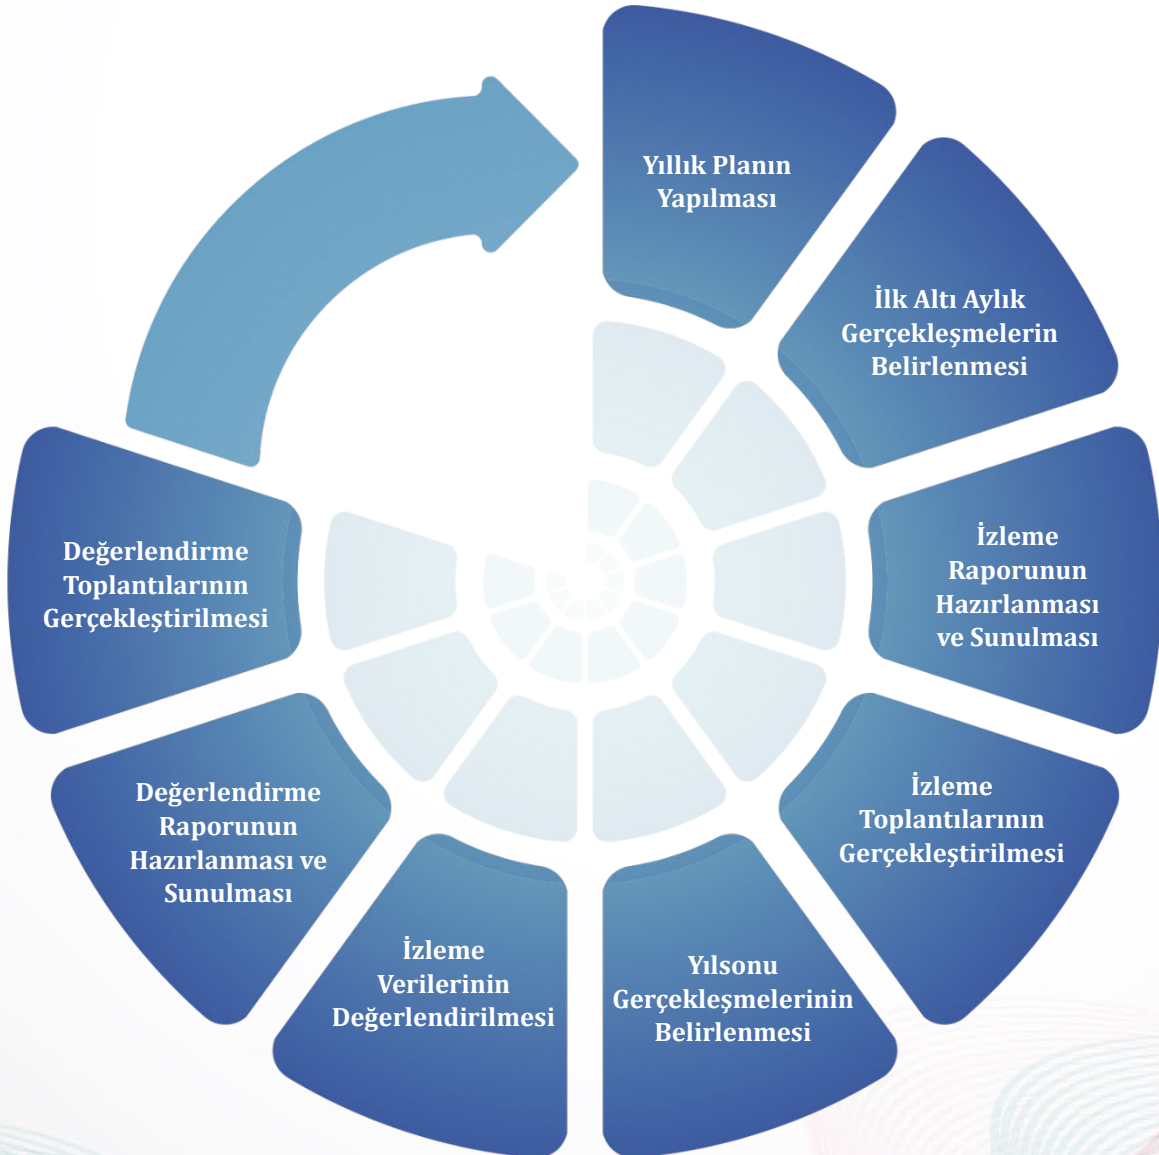 Yıllık Planın
Yapılması
İlk Altı Aylık
Gerçekleşmelerin
Belirlenmesi
İzleme
Raporunun
Hazırlanması
ve Sunulması
İzleme
Toplantılarının
Gerçekleştirilmesi
Yılsonu
Gerçekleşmelerinin
Belirlenmesi
İzleme
Verilerinin
Değerlendirilmesi
Değerlendirme
Raporunun
Hazırlanması ve
Sunulması
Değerlendirme
Toplantılarının
Gerçekleştirilmesi